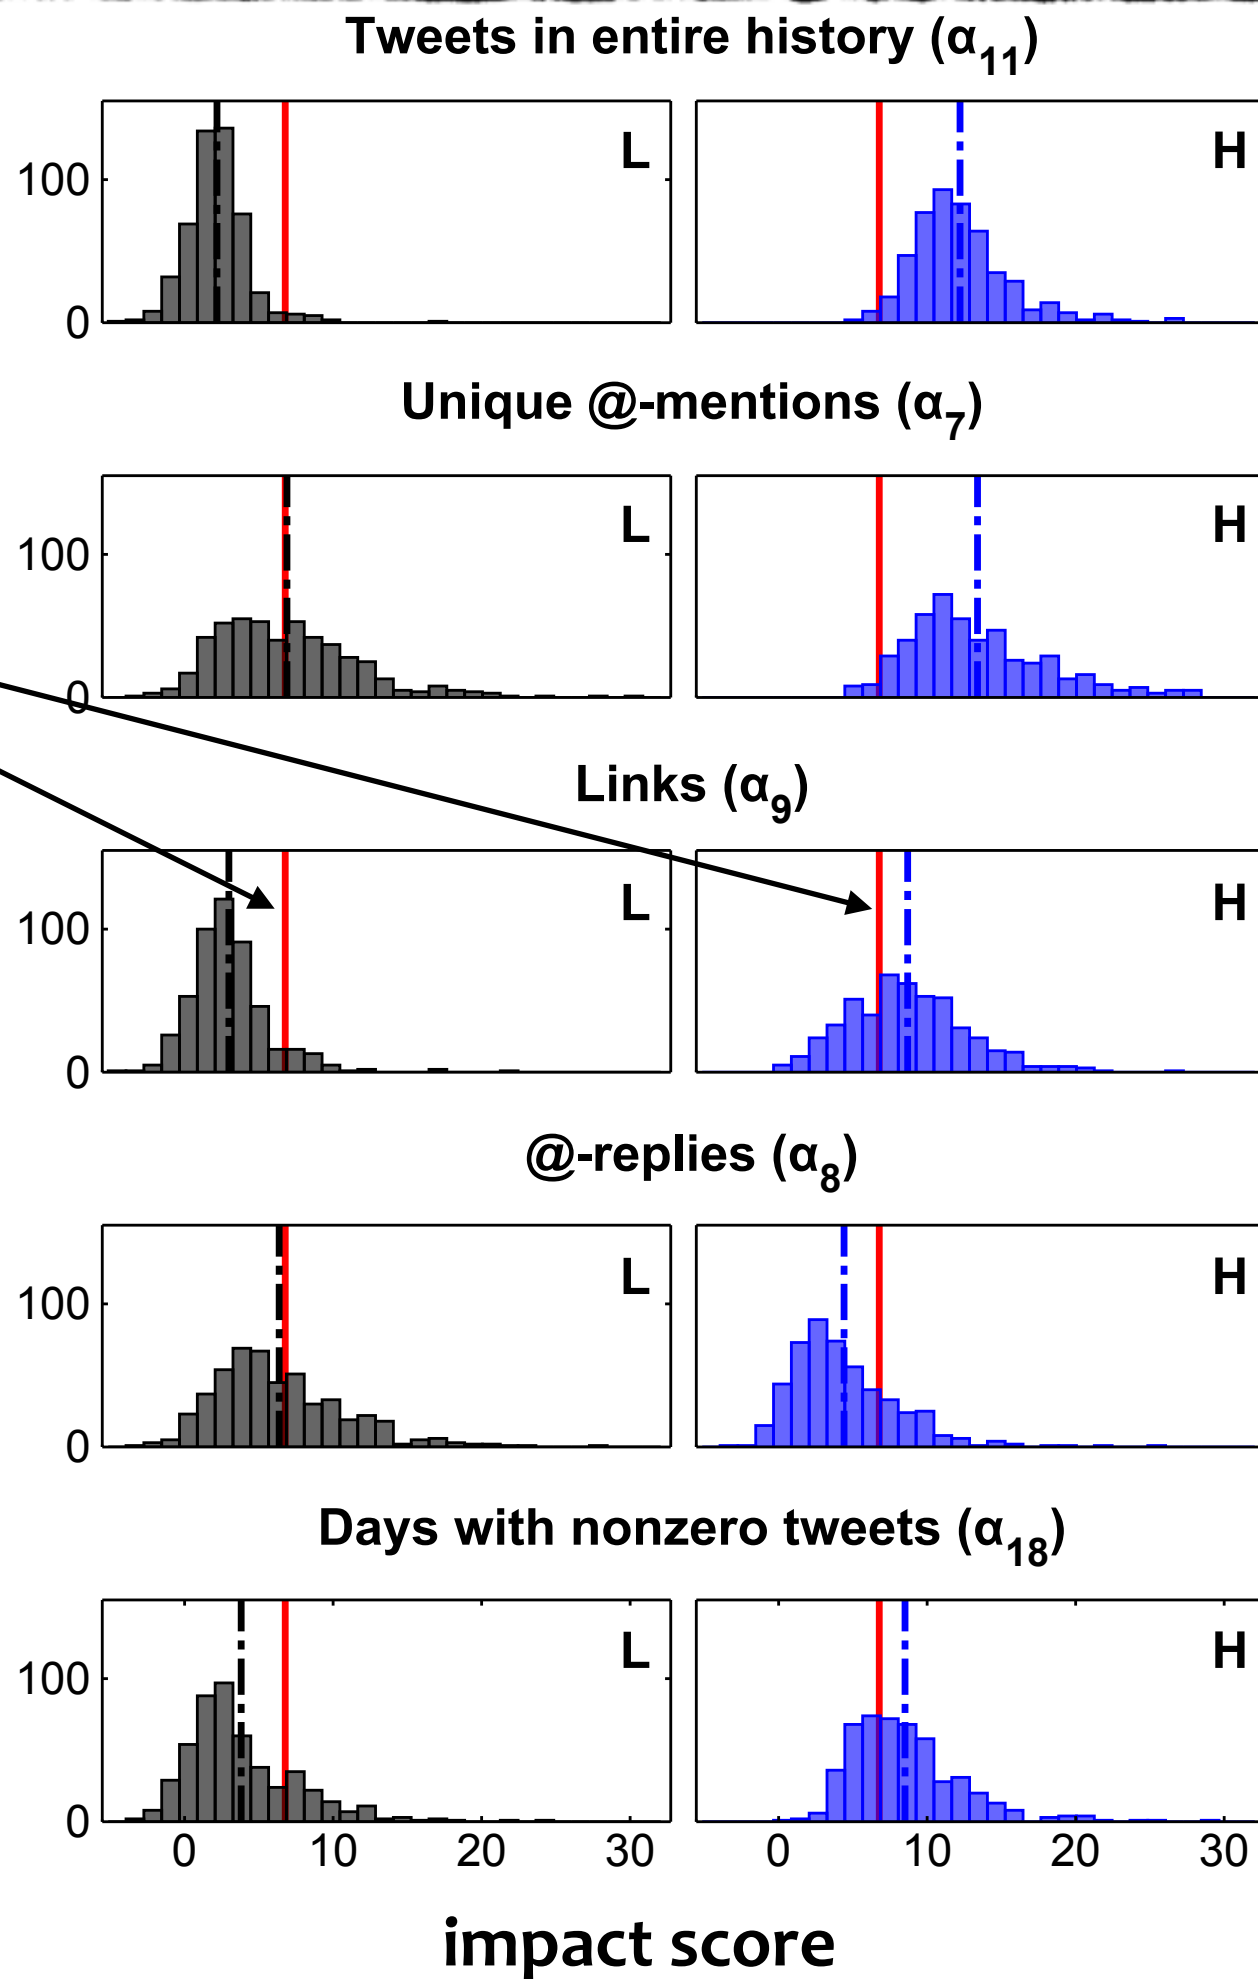 Tweets in entire history (α₁₁)
L
H
100
0
Unique @-mentions (α₇)
L
H
100
0
Links (α₉)
L
H
100
0
@-replies (α₈)
L
H
100
0
Days with nonzero tweets (α₁₈)
L
H
100
0
0 10 20 30 0 10 20 30
impact score